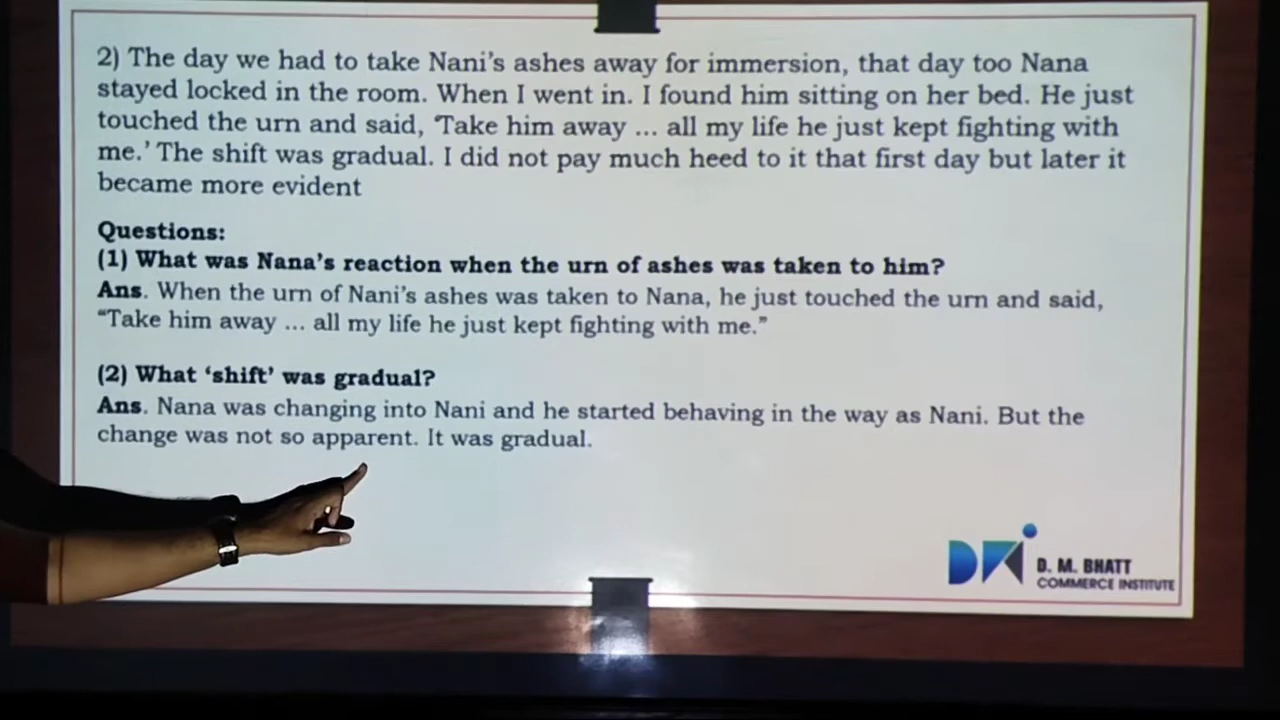 2) The day we had to take Nani's ashes away for immersion, that day too Nana
stayed locked in the room. When I went in. I found him sitting on her bed. He just
touched the urn and said, 'Take him away ... all my life he just kept fighting with
me.' The shift was gradual. I did not pay much heed to it that first day but later it
became more evident
Questions:
(1) What was Nana's reaction when the urn of ashes was taken to him?
Ans. When the urn of Nani's ashes was taken to Nana, he just touched the urn and said,
"Take him away ... all my life he just kept fighting with me."
(2) What 'shift' was gradual?
Ans. Nana was changing into Nani and he started behaving in the way as Nani. But the
change was not so apparent. It was gradual.
D. M. BHATT
COMMERCE INSTITUTE